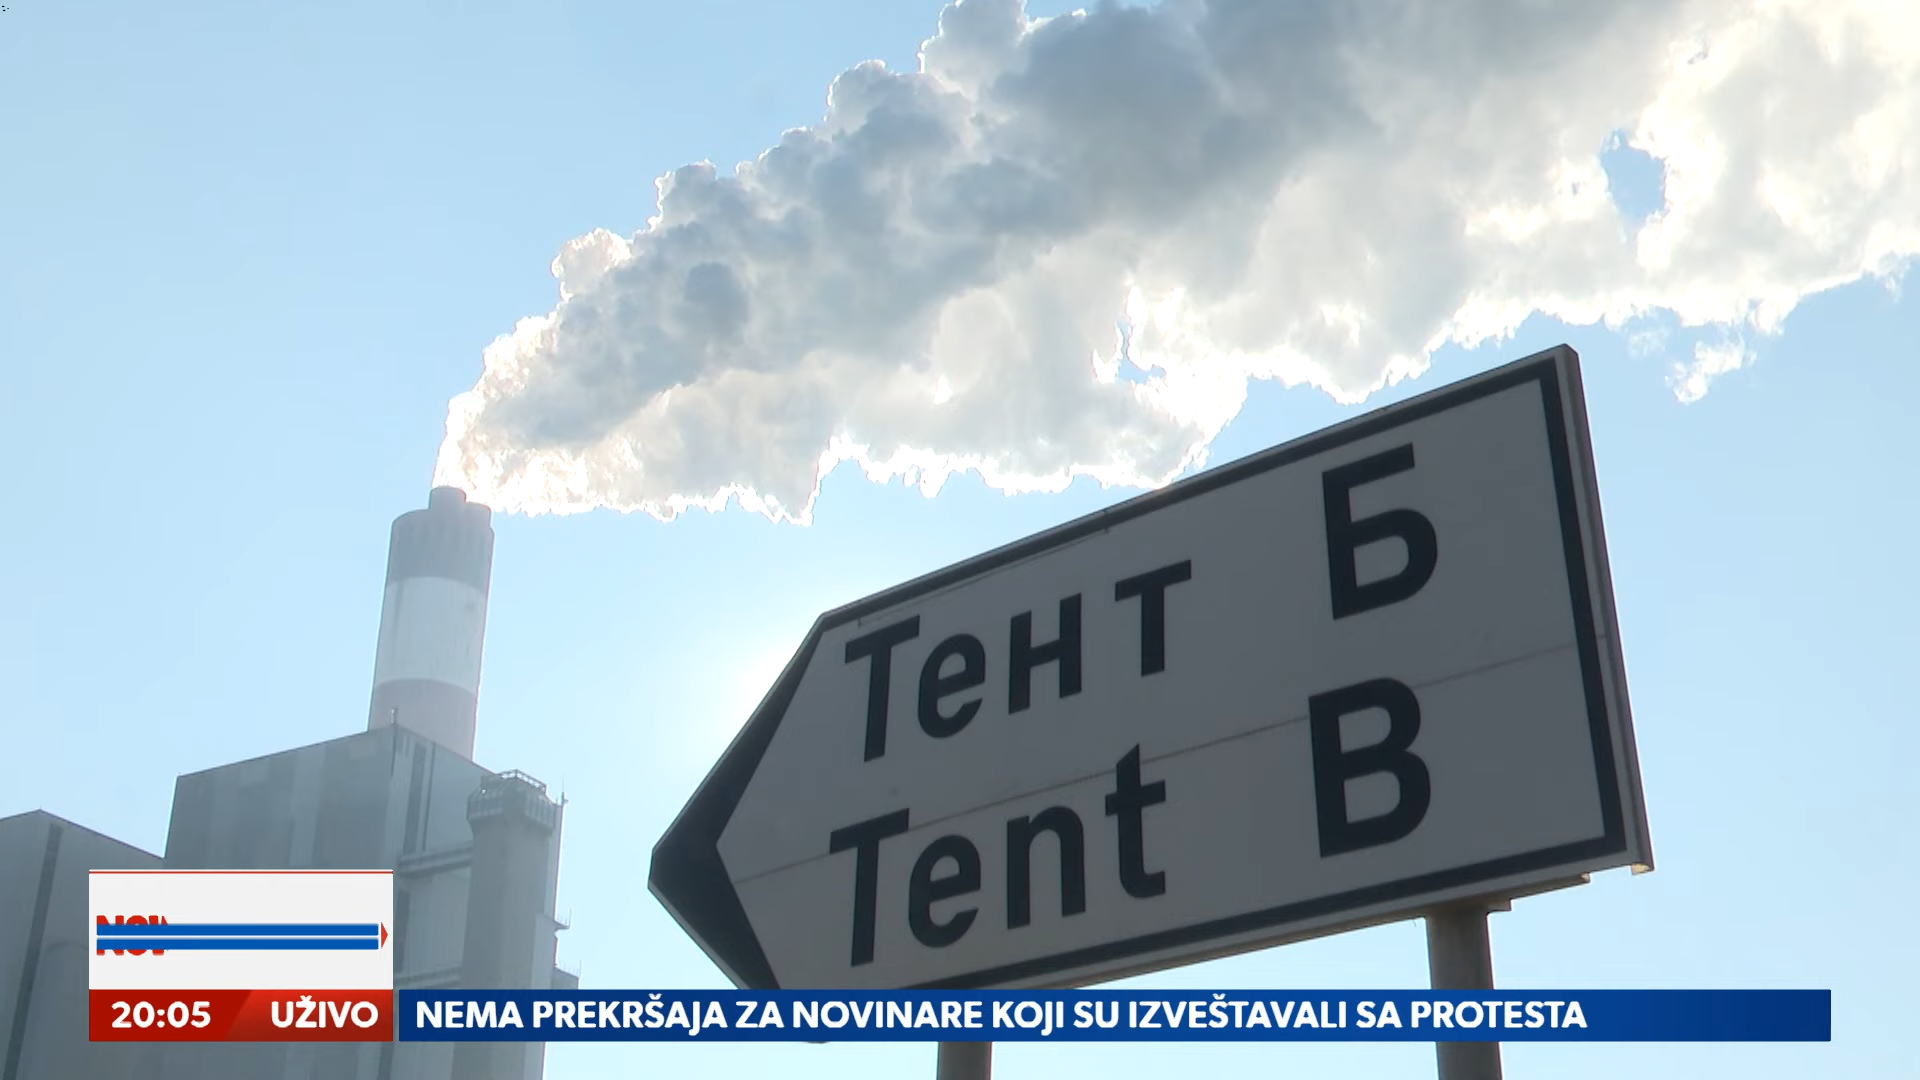 Тент Б
Tent B
20:05 UŽIVO
NEMA PREKRŠAJA ZA NOVINARE KOJI SU IZVEŠTAVALI SA PROTESTA